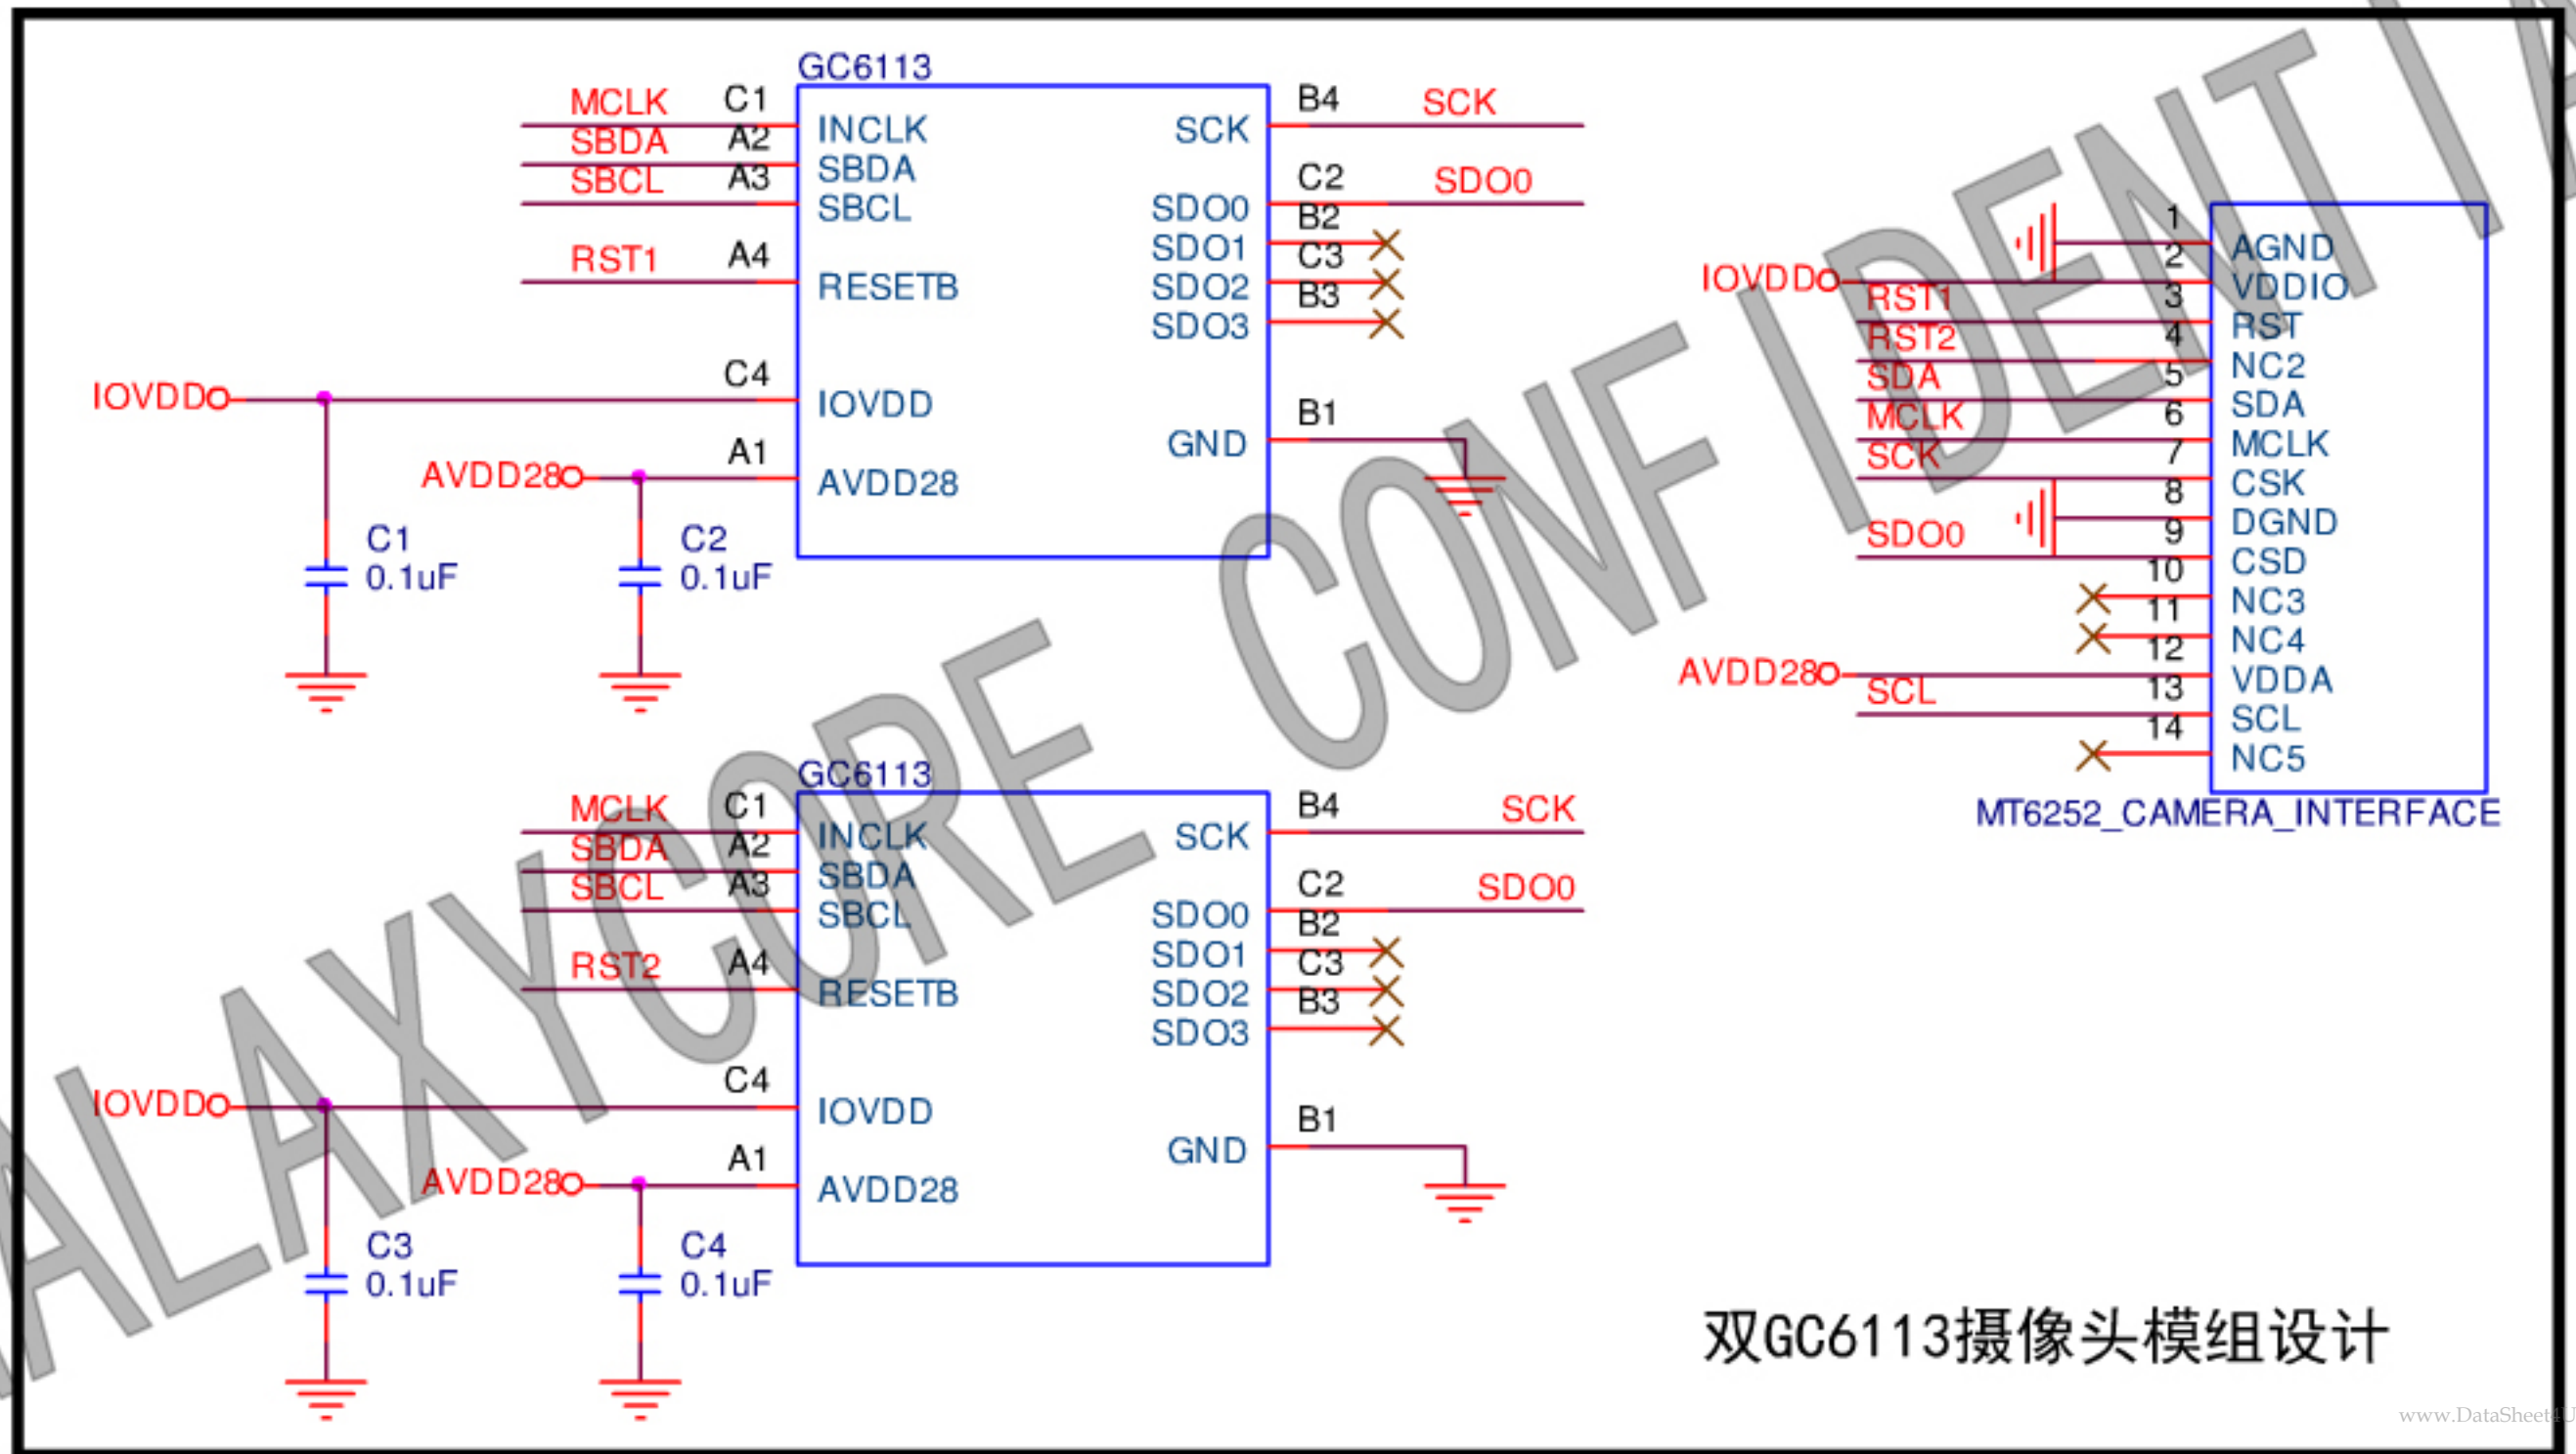 GC6113
MCLK C1 INCLK
SBDA A2 SBDA
SBCL A3 SBCL
RST1 A4 RESETB
IOVDD C4 IOVDD
AVDD28 A1 AVDD28
SCK B4 SCK
SDO0 C2 SDO0
SDO1 B2
SDO2 C3
SDO3 B3
GND B1
C1
0.1uF
C2
0.1uF
GC6113
MCLK C1 INCLK
SBDA A2 SBDA
SBCL A3 SBCL
RST2 A4 RESETB
IOVDD C4 IOVDD
AVDD28 A1 AVDD28
SCK B4 SCK
SDO0 C2 SDO0
SDO1 B2
SDO2 C3
SDO3 B3
GND B1
C3
0.1uF
C4
0.1uF
1 AGND
IOVDD 2 VDDIO
RST1 3 RST
RST2 4 NC2
SDA 5 SDA
MCLK 6 MCLK
SCK 7 CSK
8 DGND
SDO0 9 CSD
10 NC3
11 NC4
AVDD28 12 VDDA
SCL 13 SCL
14 NC5
MT6252_CAMERA_INTERFACE
双GC6113摄像头模组设计
ALAXYCORE CONFIDENTIA
www.DataSheet4U